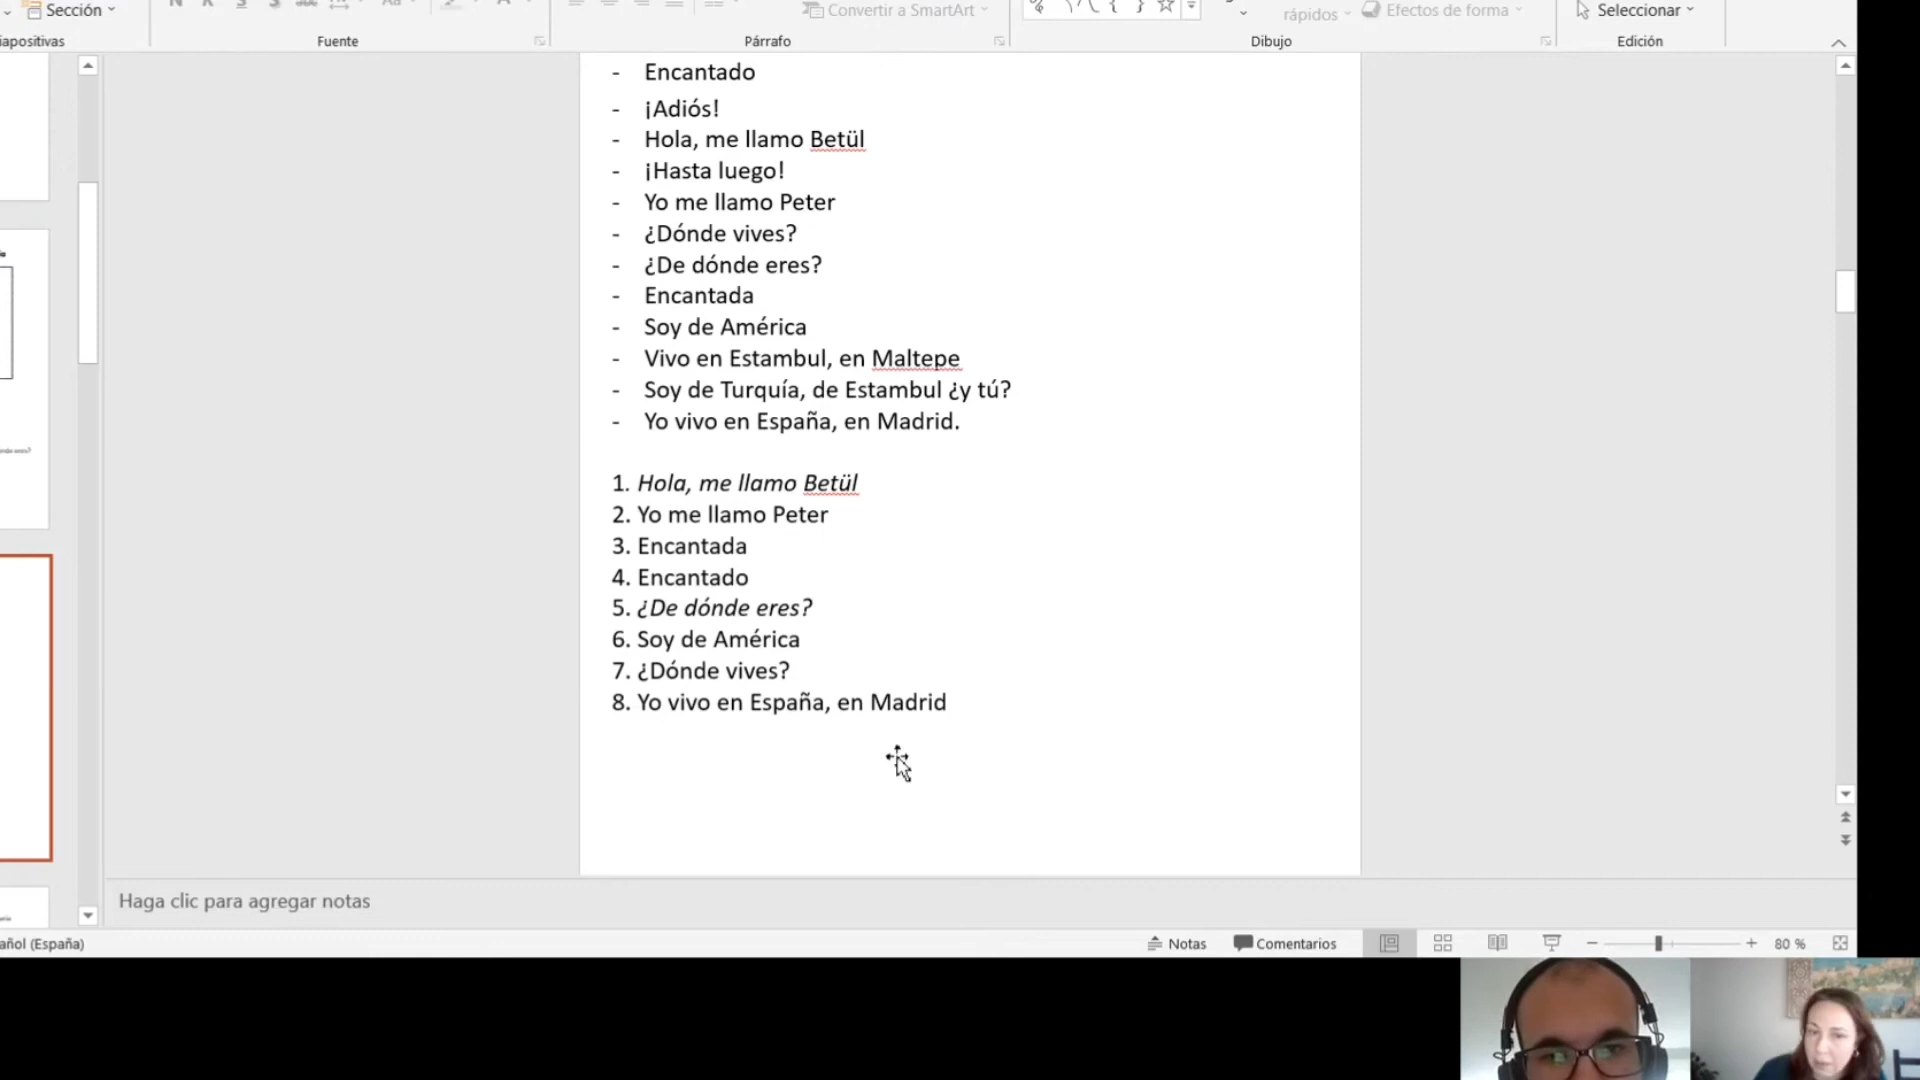 Sección
Convertir a SmartArt
rápidos
Efectos de forma
Seleccionar
iapositivas
Fuente
Párrafo
Dibujo
Edición
- Encantado
- ¡Adiós!
- Hola, me llamo Betül
- ¡Hasta luego!
- Yo me llamo Peter
- ¿Dónde vives?
- ¿De dónde eres?
- Encantada
- Soy de América
- Vivo en Estambul, en Maltepe
- Soy de Turquía, de Estambul ¿y tú?
- Yo vivo en España, en Madrid.
1. Hola, me llamo Betül
2. Yo me llamo Peter
3. Encantada
4. Encantado
5. ¿De dónde eres?
6. Soy de América
7. ¿Dónde vives?
8. Yo vivo en España, en Madrid
Haga clic para agregar notas
añol (España)
Notas
Comentarios
80 %